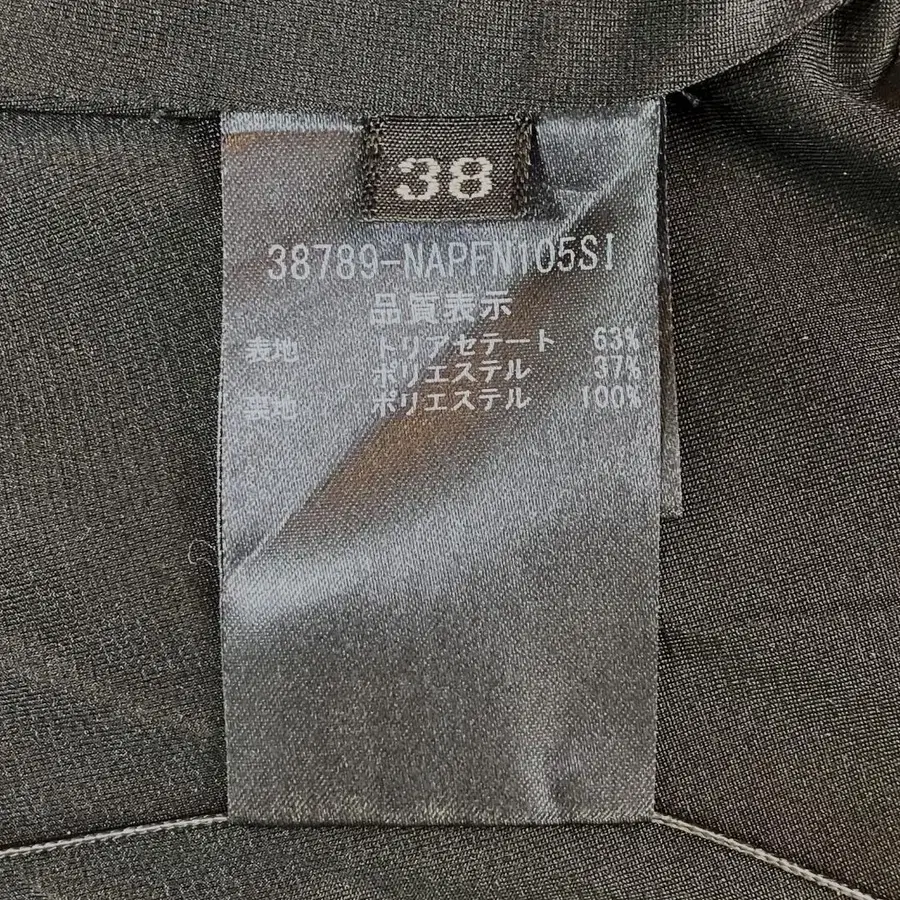 38
38789-NAPFN105SI
品質表示
表地 トリアセテート 63%
ポリエステル 37%
裏地 ポリエステル 100%